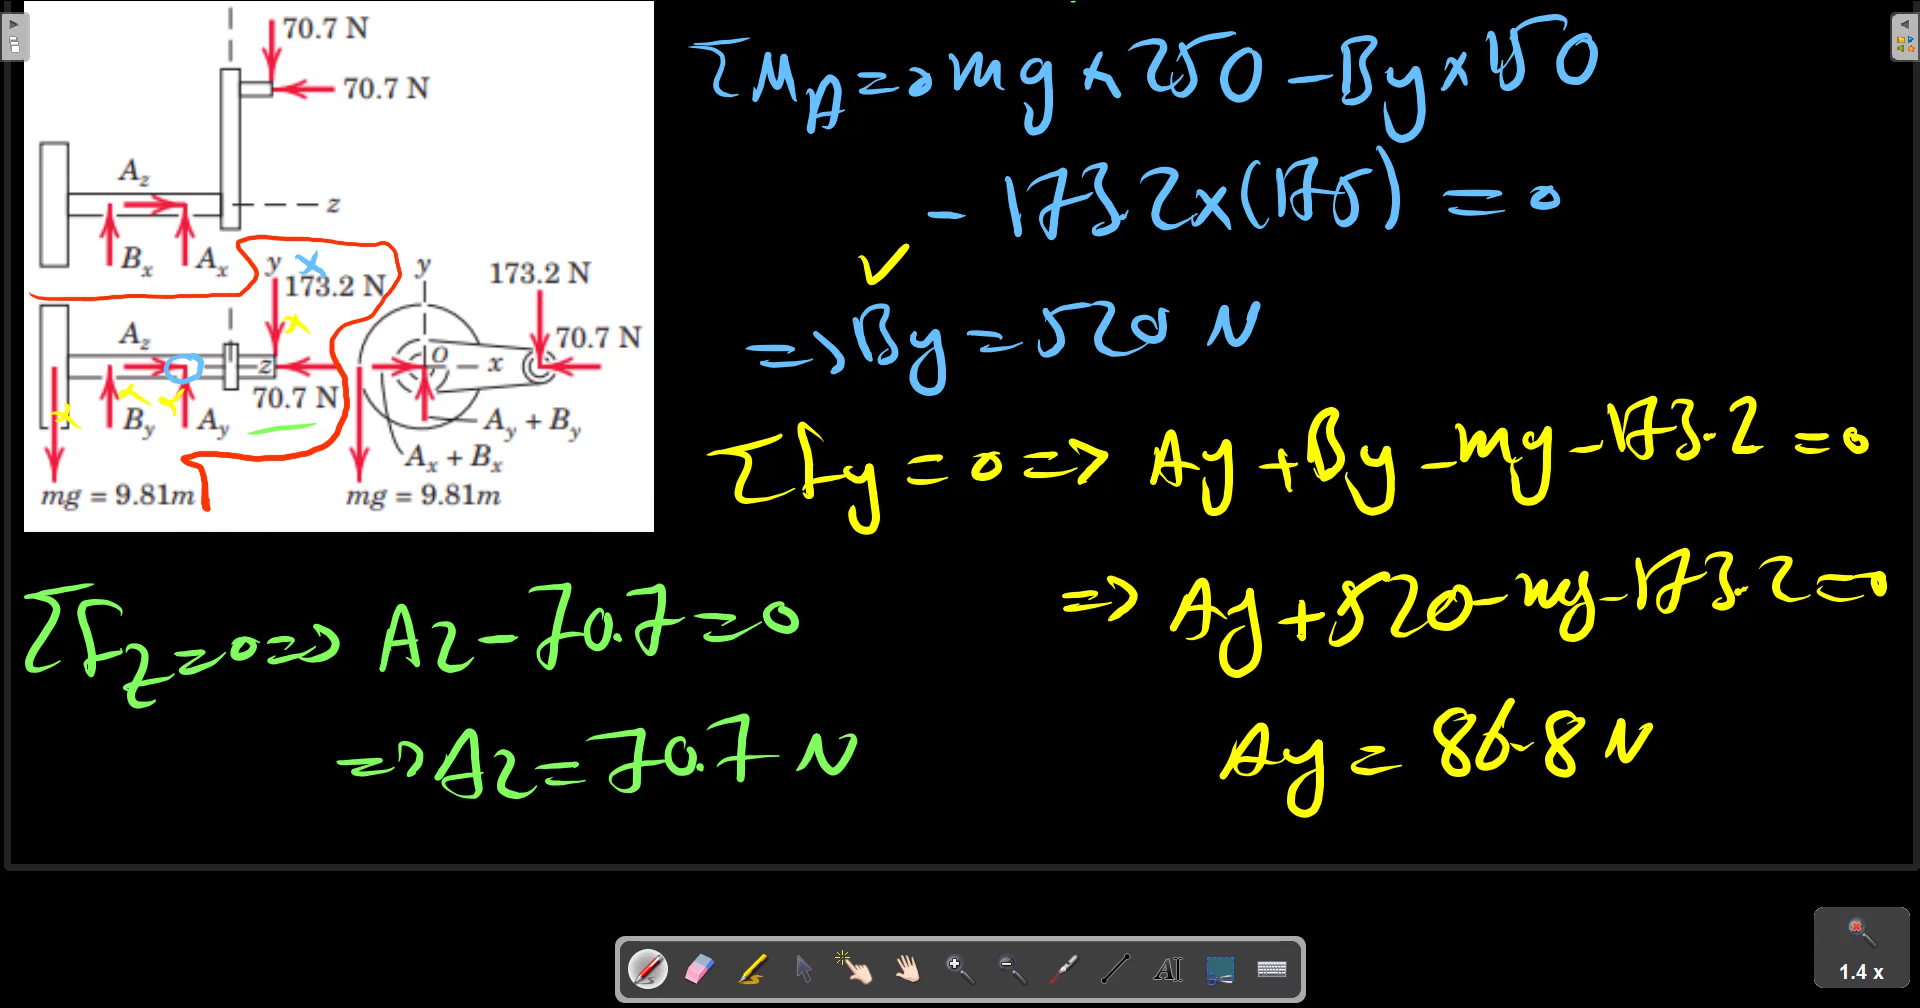 70.7 N
70.7 N
A_z
z
B_x
A_x
y
x
173.2 N
A_z
z
70.7 N
B_y
A_y
mg = 9.81m
y
173.2 N
70.7 N
O
x
A_y + B_y
A_x + B_x
mg = 9.81m
ΣM_A=0 mg × 250 - By × 150
- 173.2 × (175) = 0
=> By = 520 N
ΣFy = 0 => Ay + By - mg - 173.2 = 0
=> Ay + 520 - mg - 173.2 = 0
Ay = 86.8 N
ΣFz = 0 => Az - 70.7 = 0
=> Az = 70.7 N
AI
1.4 x